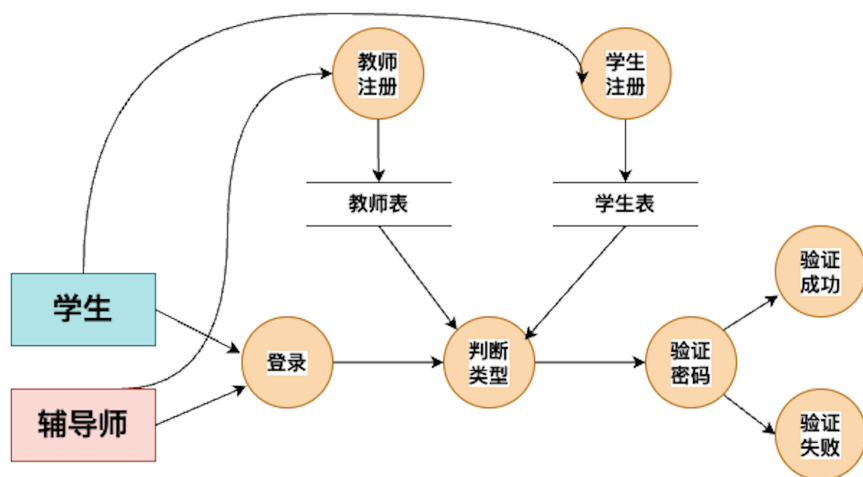 教师
注册
学生
注册
教师表
学生表
学生
辅导师
登录
判断
类型
验证
密码
验证
成功
验证
失败